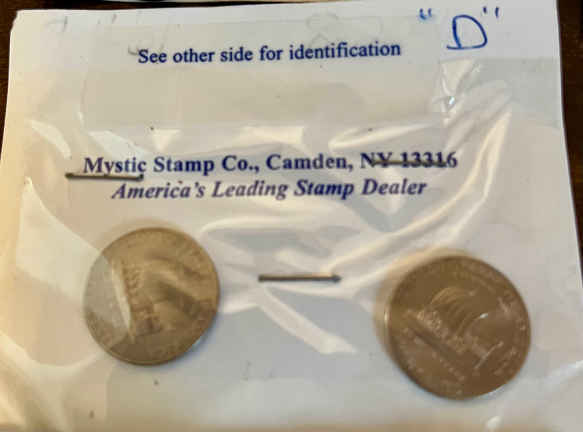 "D"
See other side for identification
Mystic Stamp Co., Camden, NY 13316
America's Leading Stamp Dealer